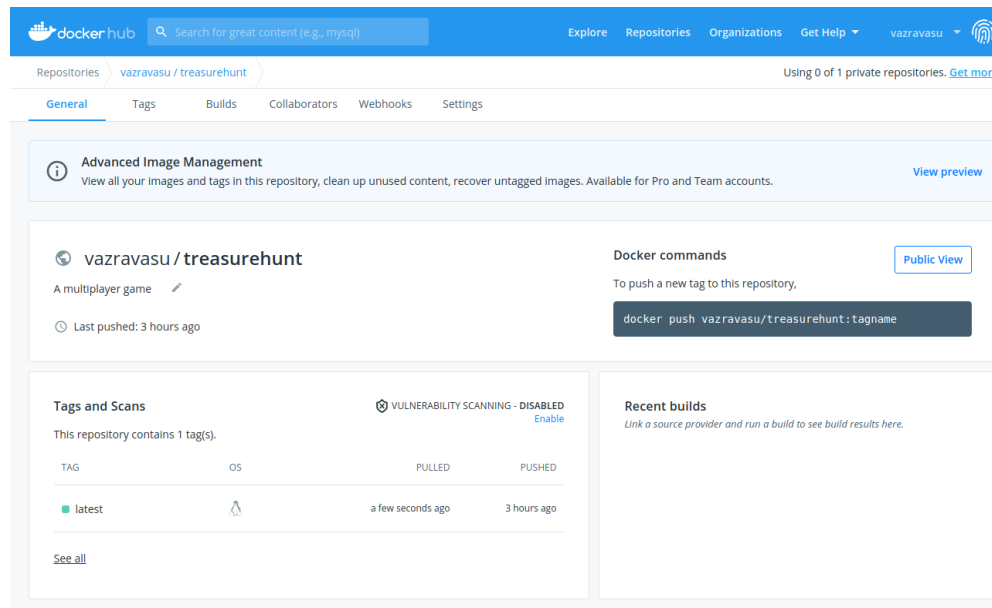 docker hub
Search for great content (e.g., mysql)
Explore Repositories Organizations Get Help vazravasu
Repositories vazravasu / treasurehunt
Using 0 of 1 private repositories. Get mor
General Tags Builds Collaborators Webhooks Settings
Advanced Image Management
View all your images and tags in this repository, clean up unused content, recover untagged images. Available for Pro and Team accounts.
View preview
vazravasu / treasurehunt
A multiplayer game
Last pushed: 3 hours ago
Docker commands
Public View
To push a new tag to this repository,
docker push vazravasu/treasurehunt:tagname
Tags and Scans
VULNERABILITY SCANNING - DISABLED
Enable
This repository contains 1 tag(s).
TAG OS PULLED PUSHED
latest a few seconds ago 3 hours ago
See all
Recent builds
Link a source provider and run a build to see build results here.